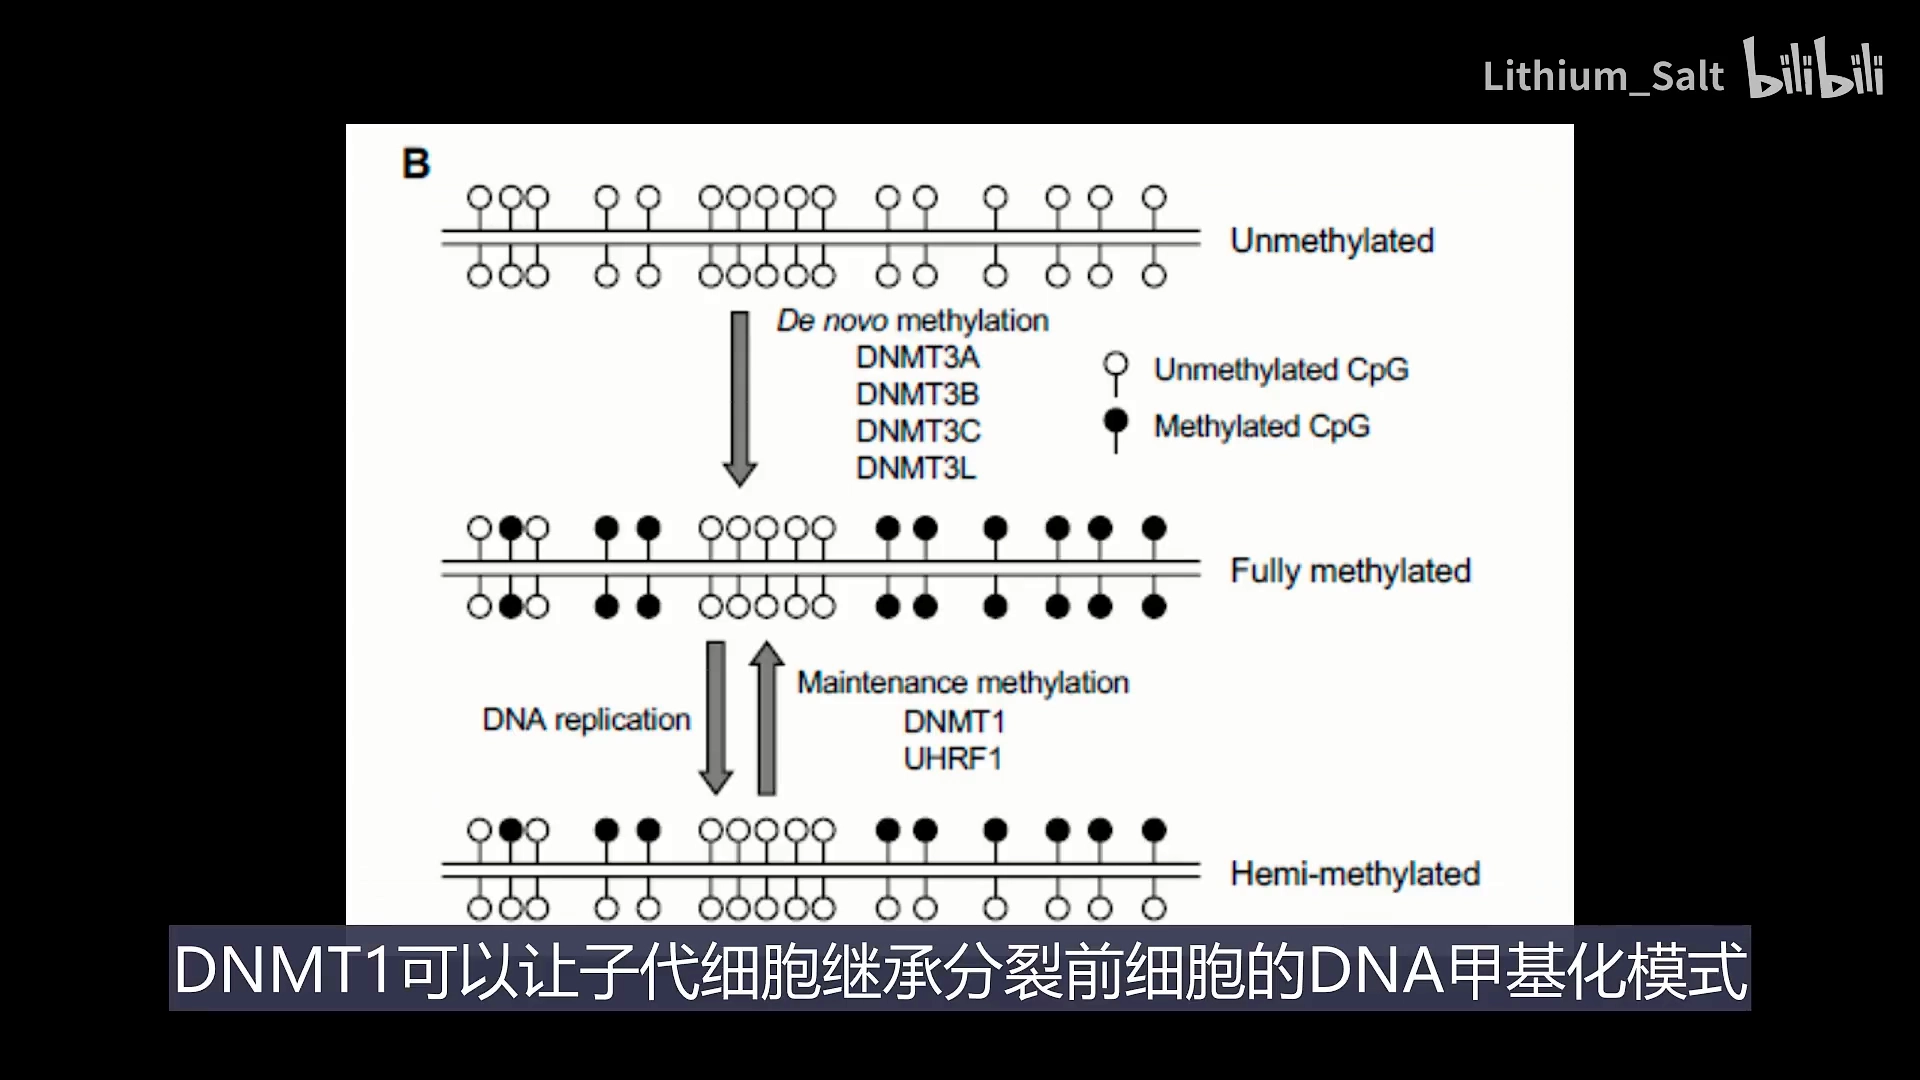 Lithium_Salt bilibili
B
Unmethylated
De novo methylation
DNMT3A
DNMT3B
DNMT3C
DNMT3L
Unmethylated CpG
Methylated CpG
Fully methylated
DNA replication
Maintenance methylation
DNMT1
UHRF1
Hemi-methylated
DNMT1可以让子代细胞继承分裂前细胞的DNA甲基化模式